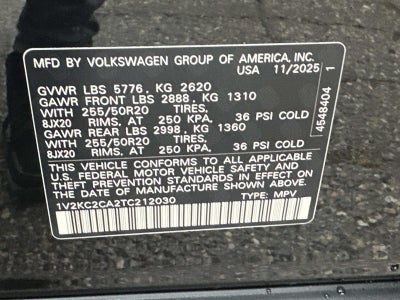 MFD BY VOLKSWAGEN GROUP OF AMERICA, INC.
USA 11/2025
GVWR LBS 5776, KG 2620
GAWR FRONT LBS 2888, KG 1310
WITH 255/50R20 TIRES,
8JX20 RIMS, AT 250 KPA, 36 PSI COLD
GAWR REAR LBS 2998, KG 1360
WITH 255/50R20 TIRES,
8JX20 RIMS, AT 250 KPA, 36 PSI COLD
THIS VEHICLE CONFORMS TO ALL APPLICABLE
U.S. FEDERAL MOTOR VEHICLE SAFETY AND
THEFT PREVENTION STANDARDS IN EFFECT ON
THE DATE OF MANUFACTURE SHOWN ABOVE.
1V2KC2CA2TC212030 TYPE: MPV
4548404 1